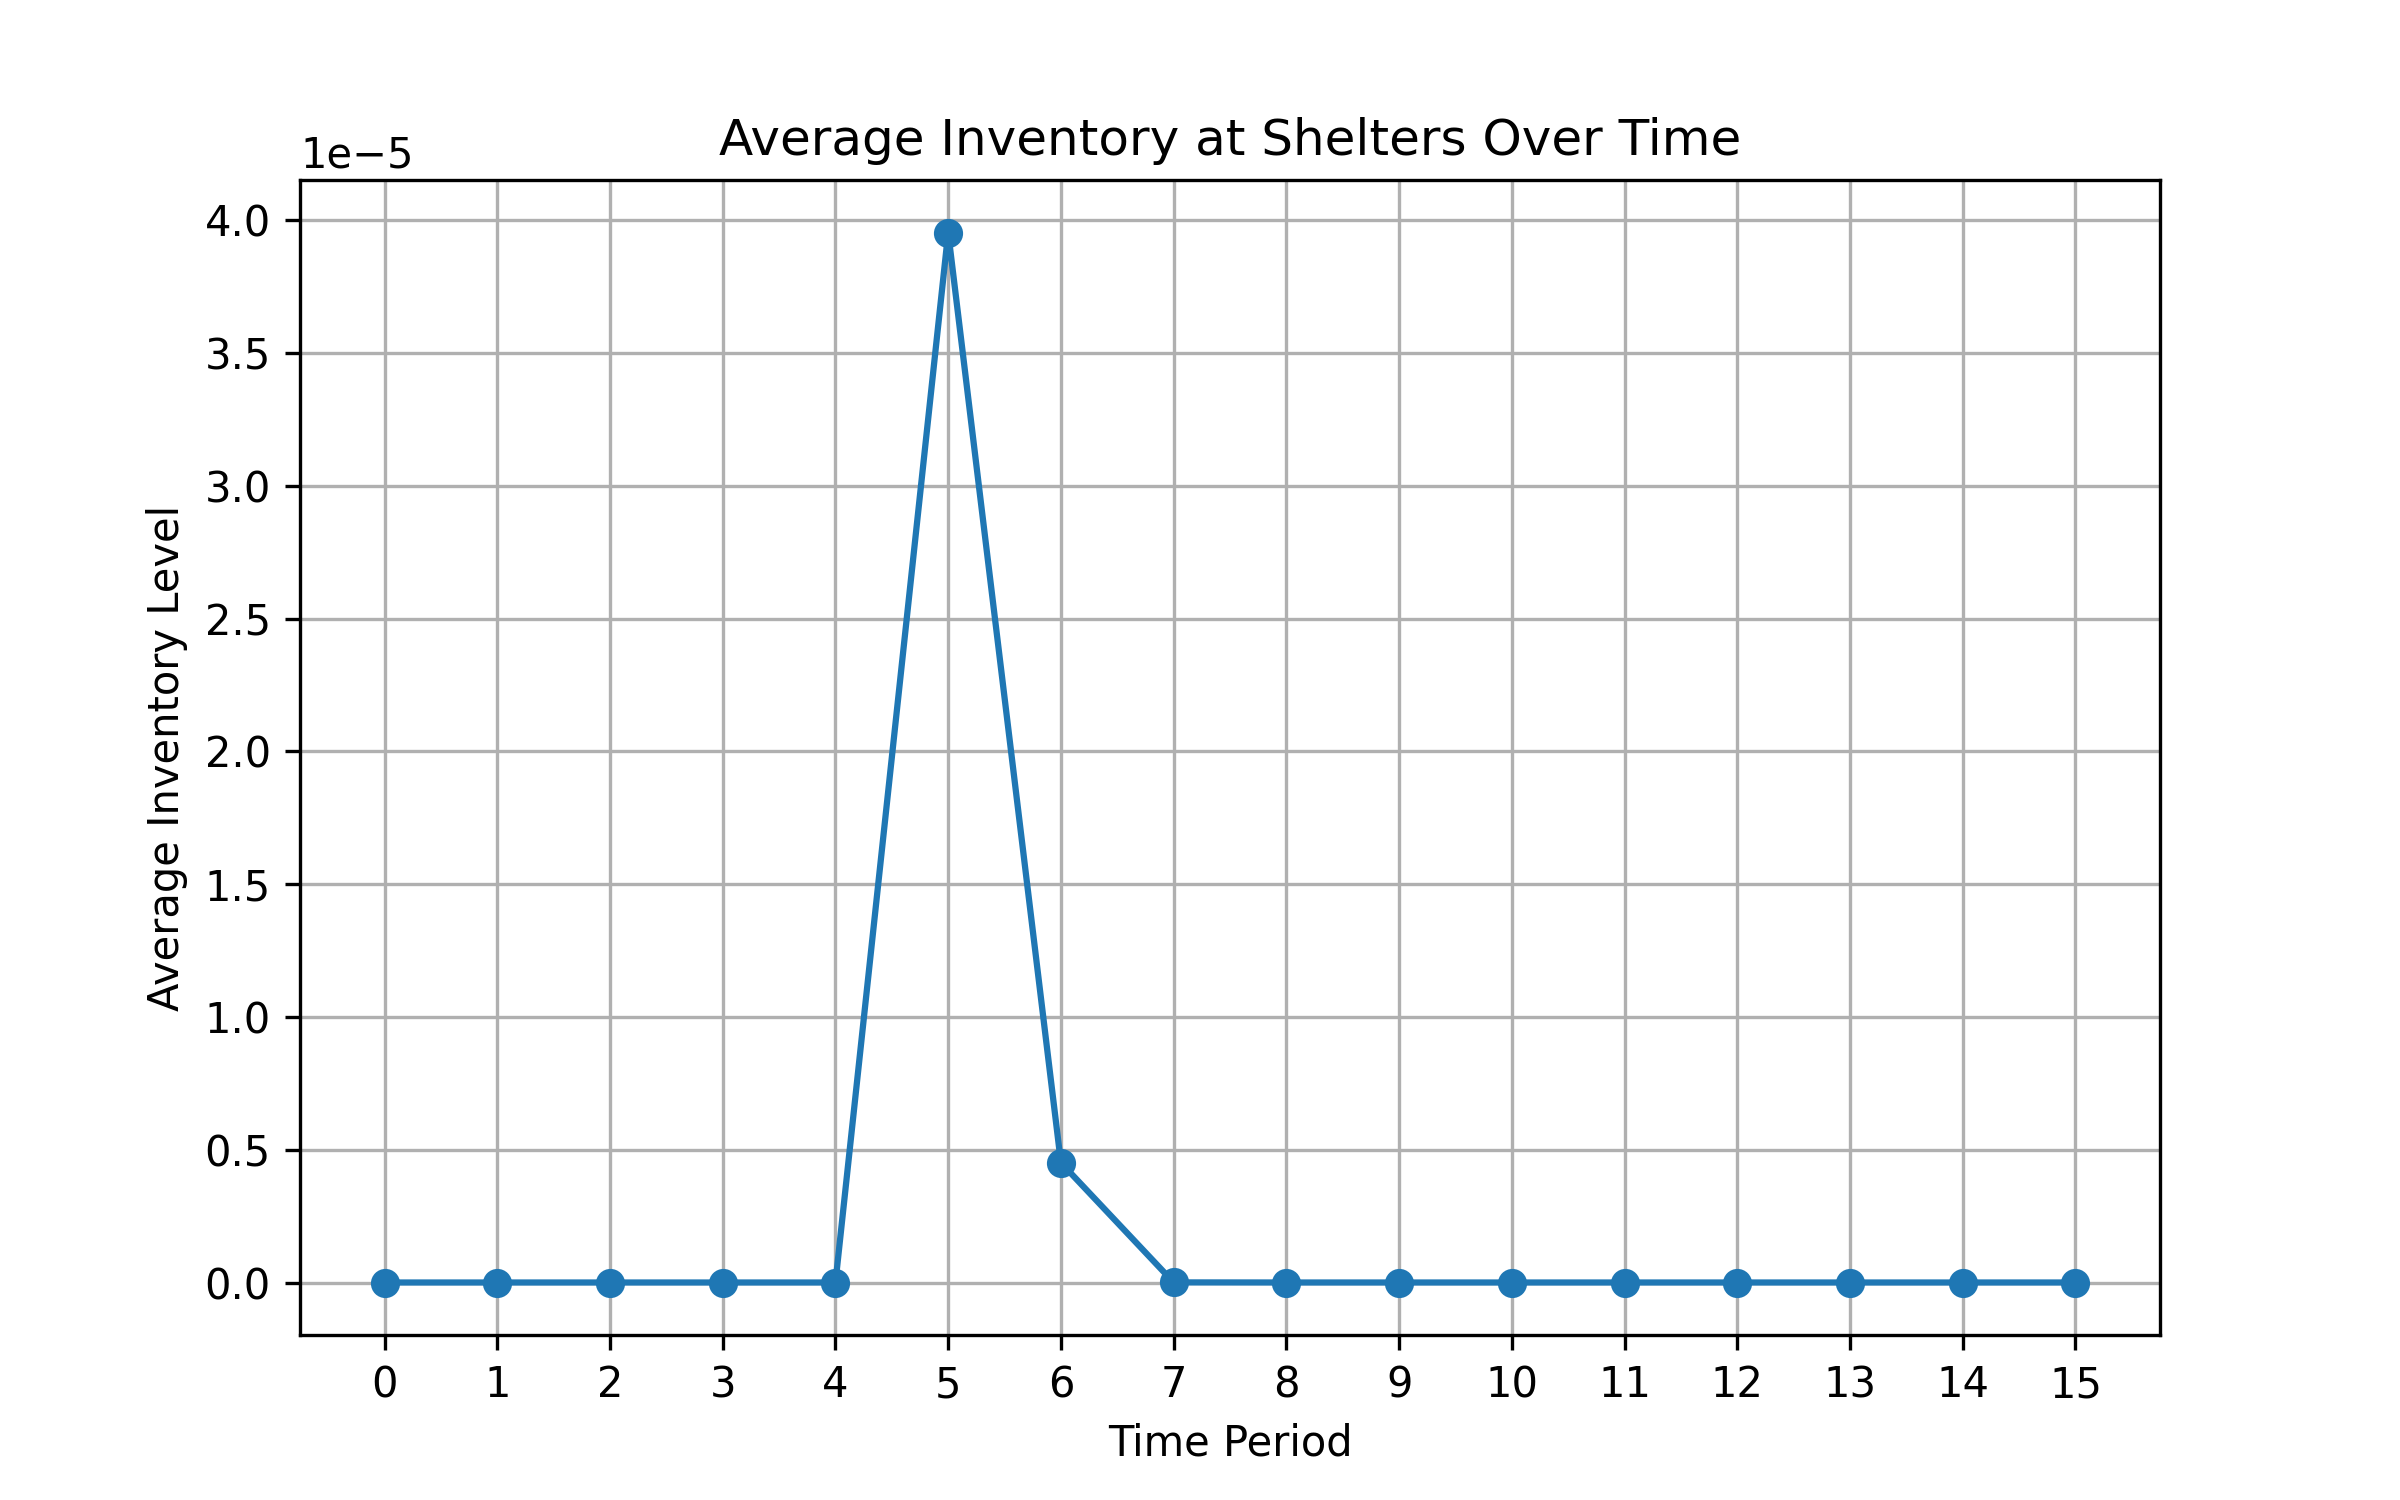 Average Inventory at Shelters Over Time
1e−5
4.0
3.5
3.0
2.5
2.0
1.5
1.0
0.5
0.0
Average Inventory Level
0 1 2 3 4 5 6 7 8 9 10 11 12 13 14 15
Time Period